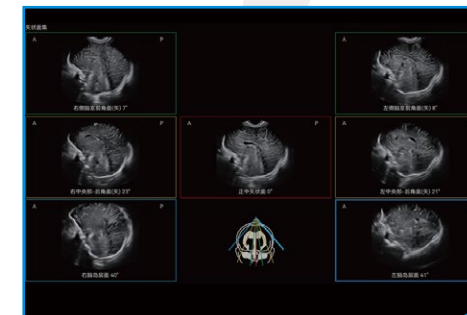 矢状面集
A P
A
右侧脑室前角面(矢) 7°
左侧脑室前角面(矢) 8°
A P
A P
A
右中央部-后角面(矢) 23°
正中矢状面 0°
左中央部-后角面(矢) 21°
A P
A
右脑岛层面 40°
左脑岛层面 41°